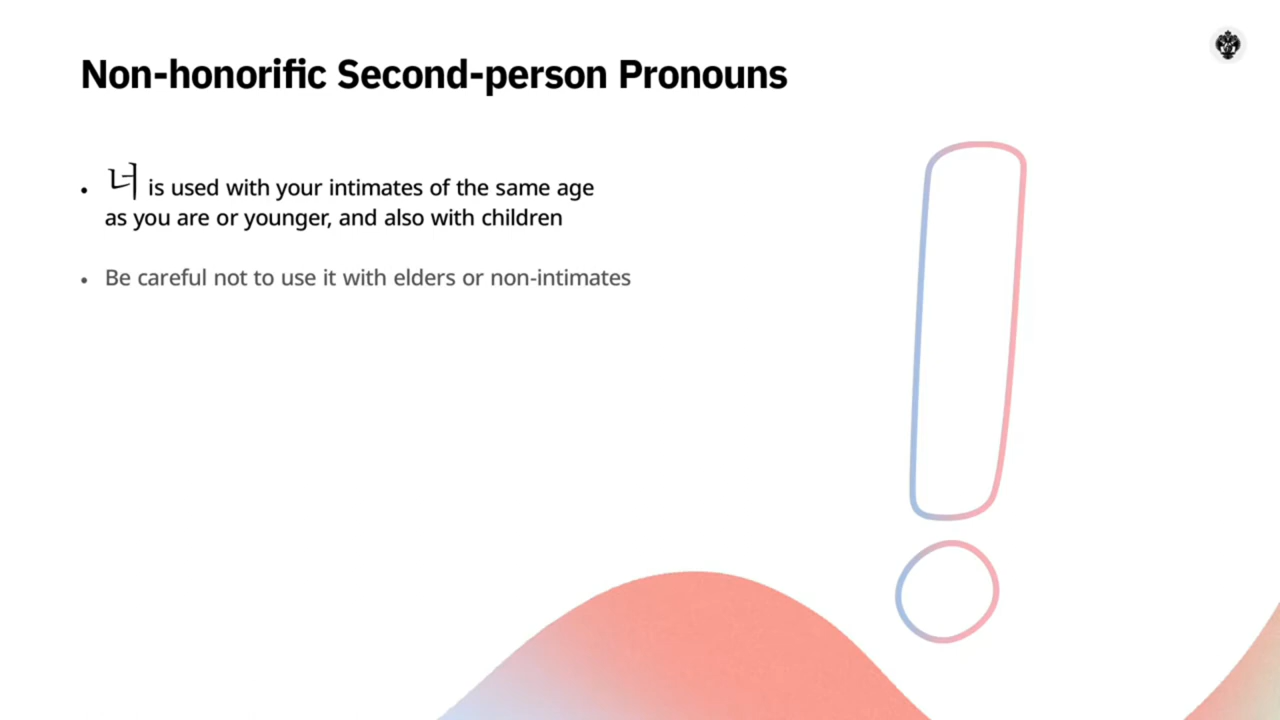 Non-honorific Second-person Pronouns
• 너 is used with your intimates of the same age
as you are or younger, and also with children
• Be careful not to use it with elders or non-intimates